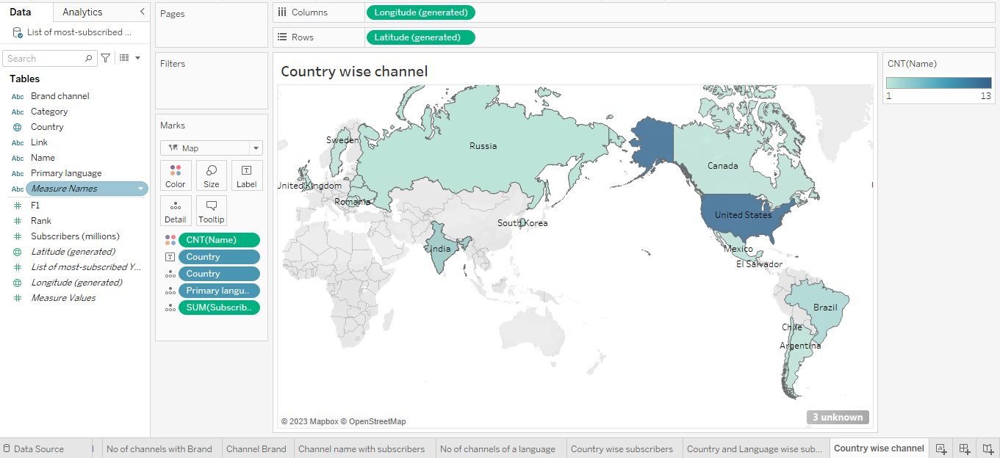 Data
Analytics
List of most-subscribed ...
Search
Tables
Abc Brand channel
Abc Category
Country
Abc Link
Abc Name
Abc Primary language
Abc Measure Names
F1
Rank
Subscribers (millions)
Latitude (generated)
List of most-subscribed Y...
Longitude (generated)
Measure Values
Pages
Filters
Marks
Map
Color
Size
T
Label
Detail
Tooltip
CNT(Name)
T Country
Country
Primary langu..
SUM(Subscrib..
Columns
Longitude (generated)
Rows
Latitude (generated)
Country wise channel
Sweden
Russia
Canada
United Kingdom
Romania
United States
South Korea
India
Mexico
El Salvador
Brazil
Chile
Argentina
© 2023 Mapbox © OpenStreetMap
3 unknown
CNT(Name)
1
13
Data Source
No of channels with Brand
Channel Brand
Channel name with subscribers
No of channels of a language
Country wise subscribers
Country and Language wise sub...
Country wise channel